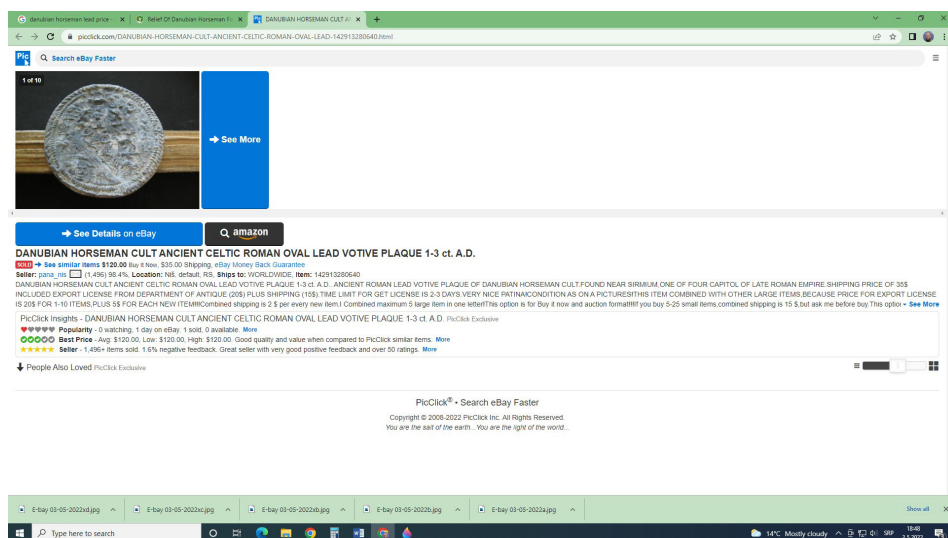 danubian horseman lead price -
Relief Of Danubian Horseman Fo
DANUBIAN HORSEMAN CULT AN
picclick.com/DANUBIAN-HORSEMAN-CULT-ANCIENT-CELTIC-ROMAN-OVAL-LEAD-142913280640.html
Pic Search eBay Faster
1 of 10
➔ See More
➔ See Details on eBay
amazon
DANUBIAN HORSEMAN CULT ANCIENT CELTIC ROMAN OVAL LEAD VOTIVE PLAQUE 1-3 ct. A.D.
SOLD ➔ See similar items $120.00 Buy It Now, $35.00 Shipping, eBay Money Back Guarantee
Seller: pana_nis (1,496) 98.4%, Location: Niš, default, RS, Ships to: WORLDWIDE, Item: 142913280640
DANUBIAN HORSEMAN CULT ANCIENT CELTIC ROMAN OVAL LEAD VOTIVE PLAQUE 1-3 ct. A.D.. ANCIENT ROMAN LEAD VOTIVE PLAQUE OF DANUBIAN HORSEMAN CULT.FOUND NEAR SIRMIUM,ONE OF FOUR CAPITOL OF LATE ROMAN EMPIRE.SHIPPING PRICE OF 35$
INCLUDED EXPORT LICENSE FROM DEPARTMENT OF ANTIQUE (20$) PLUS SHIPPING (15$).TIME LIMIT FOR GET LICENSE IS 2-3 DAYS.VERY NICE PATINA!CONDITION AS ON A PICTURES!THIS ITEM COMBINED WITH OTHER LARGE ITEMS,BECAUSE PRICE FOR EXPORT LICENSE
IS 20$ FOR 1-10 ITEMS,PLUS 5$ FOR EACH NEW ITEM!!!Combined shipping is 2 $ per every new item.I Combined maximum 5 large item in one letter!This option is for Buy it now and auction format!!!If you buy 5-25 small items,combined shipping is 15 $,but ask me before buy.This option • See More
PicClick Insights - DANUBIAN HORSEMAN CULT ANCIENT CELTIC ROMAN OVAL LEAD VOTIVE PLAQUE 1-3 ct. A.D. PicClick Exclusive
Popularity - 0 watching, 1 day on eBay. 1 sold, 0 available. More
Best Price - Avg: $120.00, Low: $120.00, High: $120.00. Good quality and value when compared to PicClick similar items. More
Seller - 1,496+ items sold. 1.6% negative feedback. Great seller with very good positive feedback and over 50 ratings. More
People Also Loved PicClick Exclusive
PicClick® • Search eBay Faster
Copyright © 2008-2022 PicClick Inc. All Rights Reserved.
You are the salt of the earth... You are the light of the world...
E-bay 03-05-2022xd.jpg E-bay 03-05-2022xc.jpg E-bay 03-05-2022xb.jpg E-bay 03-05-2022b.jpg E-bay 03-05-2022a.jpg Show all
Type here to search
14°C Mostly cloudy SRP
18:48
3.5.2022.